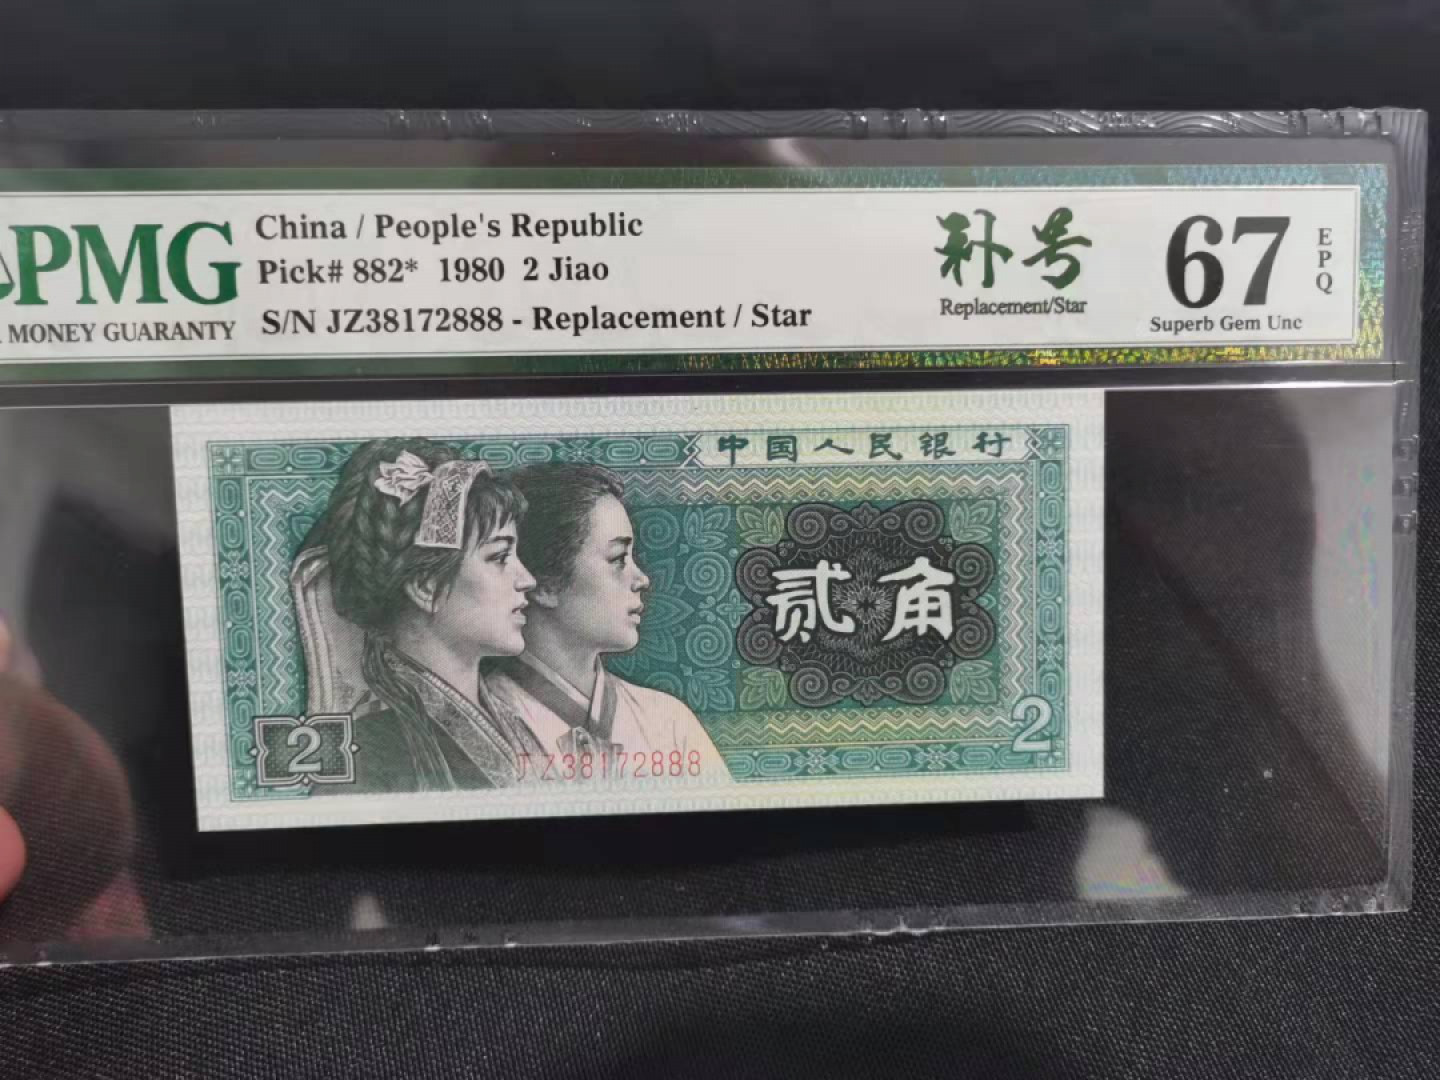 PMG
MONEY GUARANTY
China / People's Republic
Pick# 882* 1980 2 Jiao
S/N JZ38172888 - Replacement / Star
补号
Replacement/Star
67
EPQ
Superb Gem Unc
中国人民银行
贰角
2
2
JZ38172888